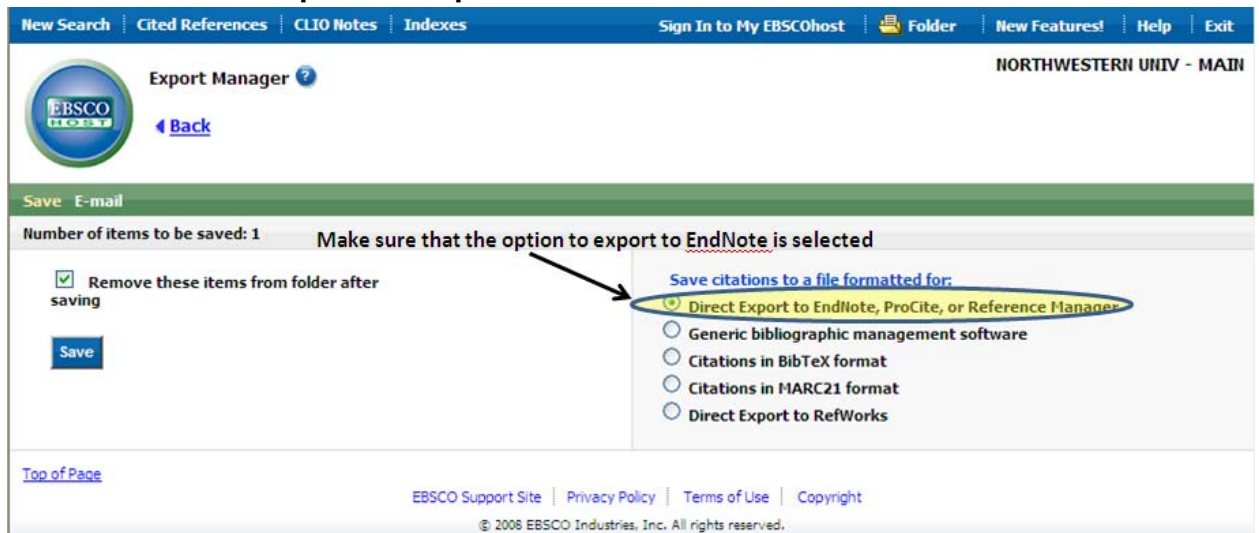 New Search Cited References CLIO Notes Indexes Sign In to My EBSCOhost Folder New Features! Help Exit
NORTHWESTERN UNIV - MAIN
Export Manager ?
EBSCO
HOST
Back
Save E-mail
Number of items to be saved: 1
Make sure that the option to export to EndNote is selected
Remove these items from folder after
saving
Save
Save citations to a file formatted for:
Direct Export to EndNote, ProCite, or Reference Manager
Generic bibliographic management software
Citations in BibTeX format
Citations in MARC21 format
Direct Export to RefWorks
Top of Page
EBSCO Support Site Privacy Policy Terms of Use Copyright
© 2008 EBSCO Industries, Inc. All rights reserved.